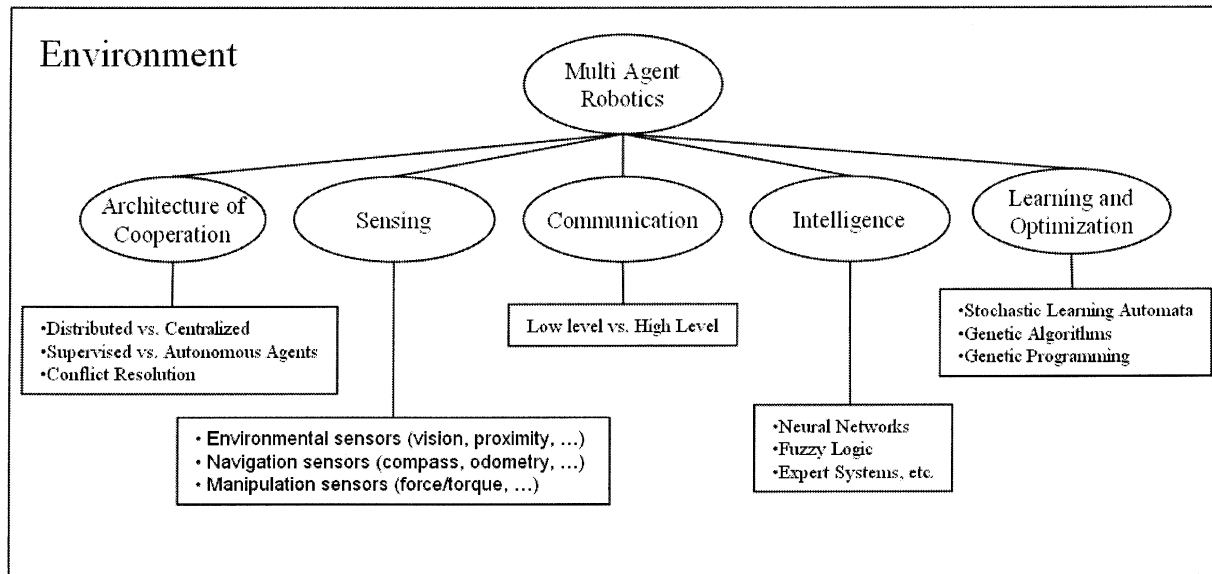 Environment
Multi Agent
Robotics
Architecture of
Cooperation
Sensing
Communication
Intelligence
Learning and
Optimization
•Distributed vs. Centralized
•Supervised vs. Autonomous Agents
•Conflict Resolution
• Environmental sensors (vision, proximity, ...)
• Navigation sensors (compass, odometry, ...)
• Manipulation sensors (force/torque, ...)
Low level vs. High Level
•Neural Networks
•Fuzzy Logic
•Expert Systems, etc.
•Stochastic Learning Automata
•Genetic Algorithms
•Genetic Programming